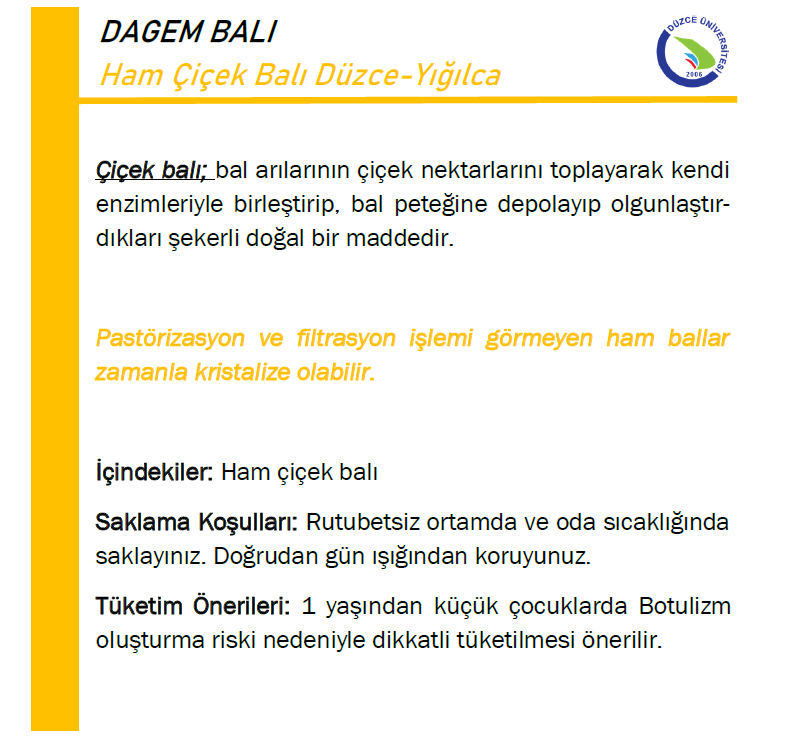 DAGEM BALI
Ham Çiçek Balı Düzce-Yığılca
DÜZCE ÜNİVERSİTESİ
2006
Çiçek balı; bal arılarının çiçek nektarlarını toplayarak kendi
enzimleriyle birleştirip, bal peteğine depolayıp olgunlaştır-
dıkları şekerli doğal bir maddedir.
Pastörizasyon ve filtrasyon işlemi görmeyen ham ballar
zamanla kristalize olabilir.
İçindekiler: Ham çiçek balı
Saklama Koşulları: Rutubetsiz ortamda ve oda sıcaklığında
saklayınız. Doğrudan gün ışığından koruyunuz.
Tüketim Önerileri: 1 yaşından küçük çocuklarda Botulizm
oluşturma riski nedeniyle dikkatli tüketilmesi önerilir.